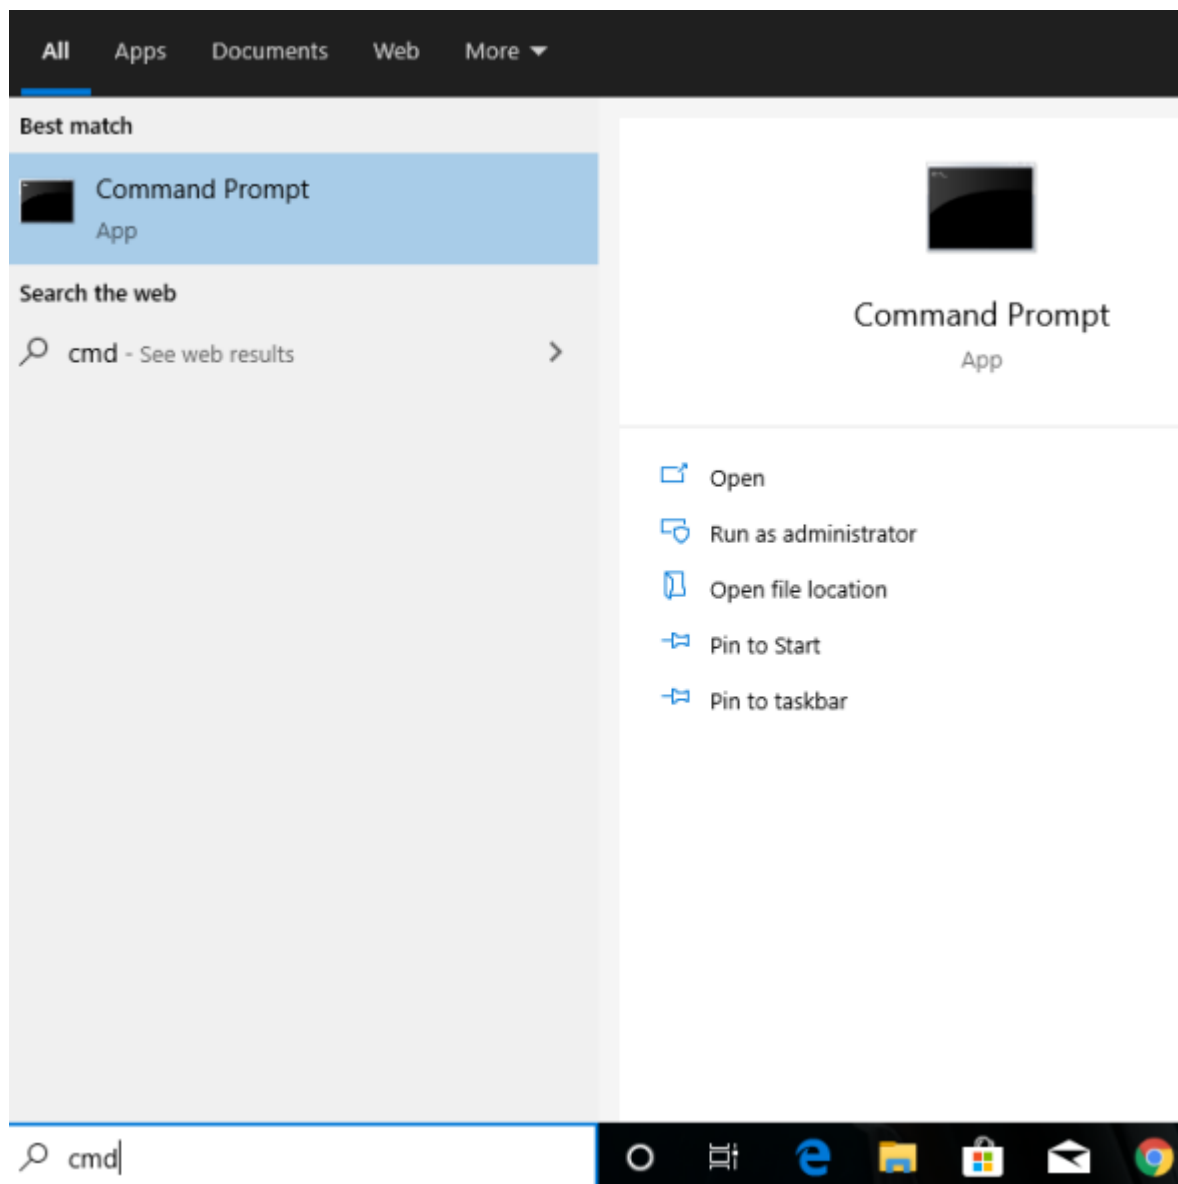 All Apps Documents Web More
Best match
Command Prompt
App
Search the web
cmd - See web results
Command Prompt
App
Open
Run as administrator
Open file location
Pin to Start
Pin to taskbar
cmd